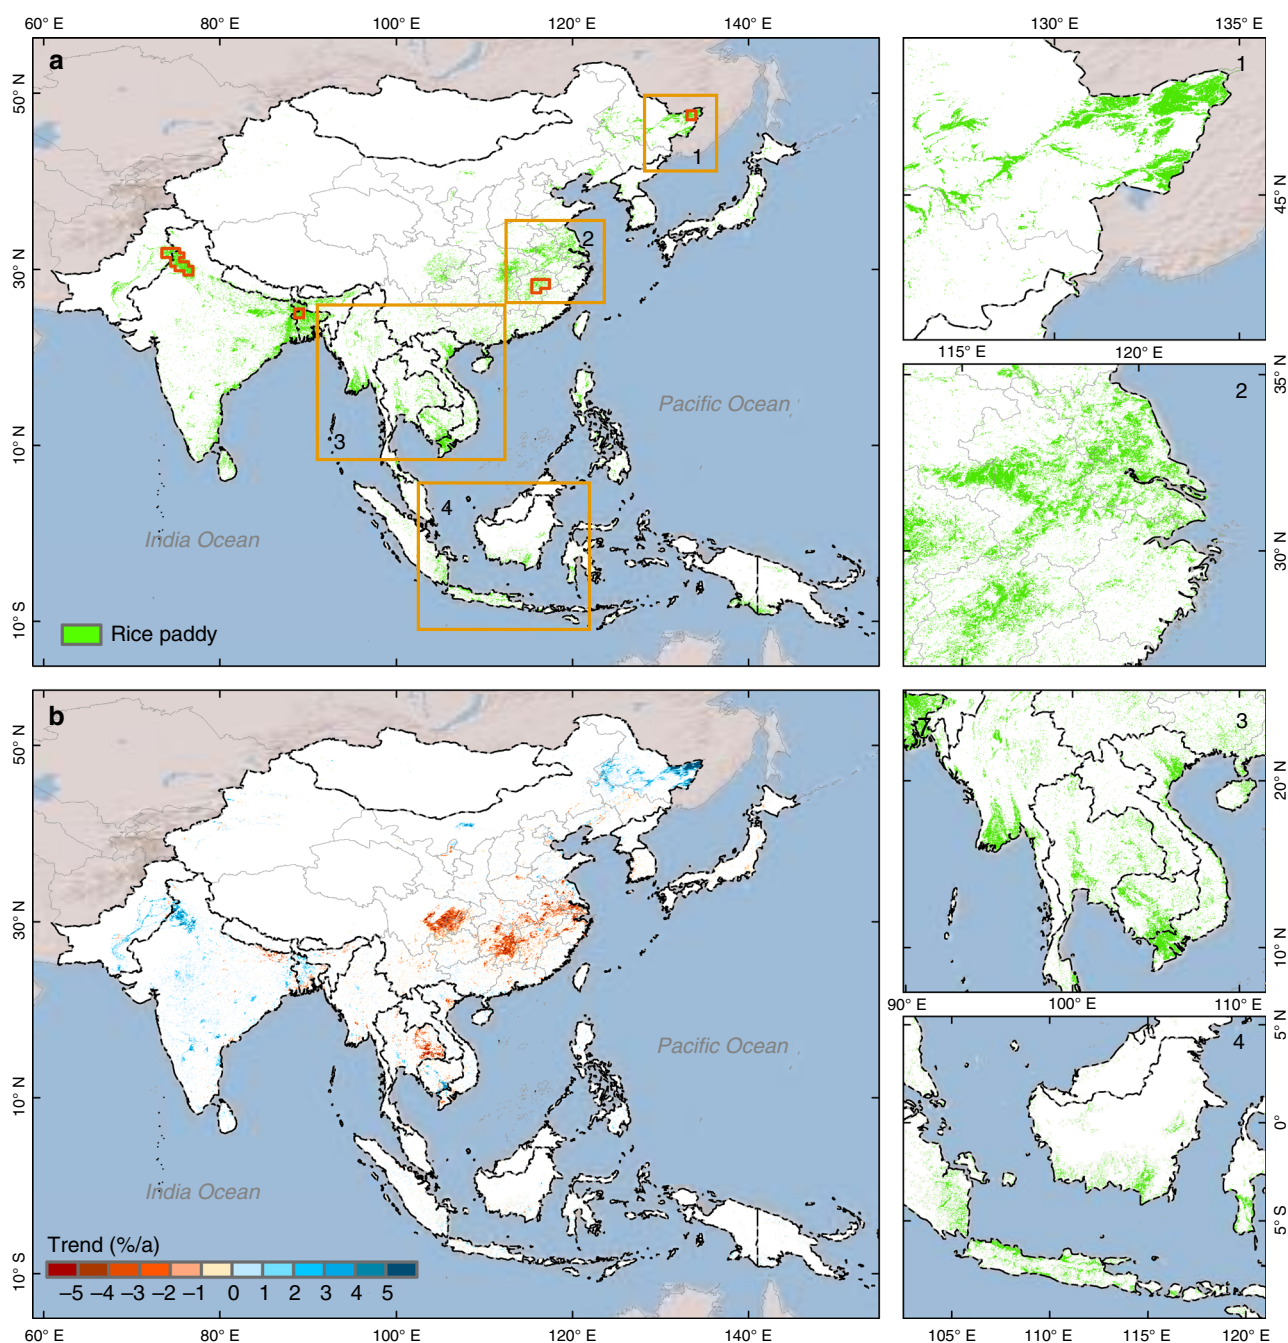 60° E 80° E 100° E 120° E 140° E
130° E 135° E
a
50° N
30° N
10° N
10° S
1
2
3
4
Pacific Ocean
India Ocean
Rice paddy
1
45° N
115° E 120° E
2
35° N
30° N
b
50° N
30° N
10° N
10° S
Pacific Ocean
India Ocean
Trend (%/a)
–5 –4 –3 –2 –1 0 1 2 3 4 5
60° E 80° E 100° E 120° E 140° E
3
20° N
10° N
90° E 100° E 110° E
4
5° N
0°
5° S
105° E 110° E 115° E 120° E